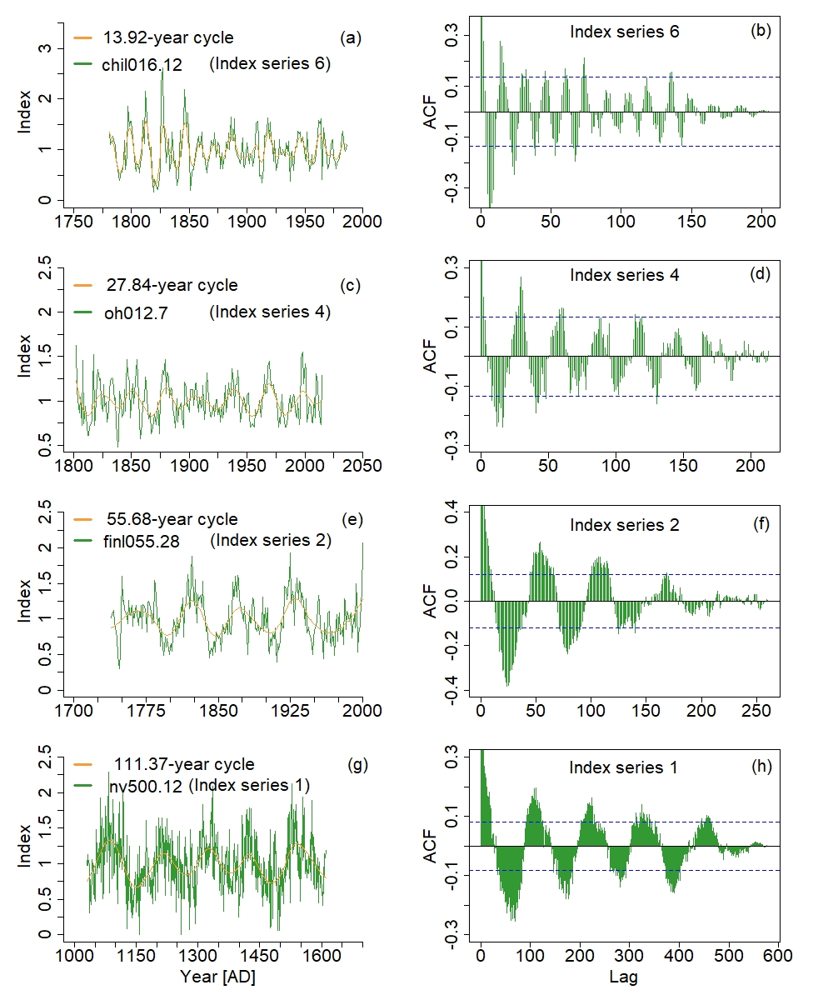 13.92-year cycle (a)
chil016.12 (Index series 6)
Index
3
2
1
0
1750 1800 1850 1900 1950 2000
Index series 6 (b)
ACF
0.3
0.1
-0.1
-0.3
0 50 100 150 200
27.84-year cycle (c)
oh012.7 (Index series 4)
Index
2.5
2
1.5
1
0.5
1800 1850 1900 1950 2000 2050
Index series 4 (d)
ACF
0.3
0.1
-0.1
-0.3
0 50 100 150 200
55.68-year cycle (e)
finl055.28 (Index series 2)
Index
2.5
2
1.5
1
0.5
0
1700 1775 1850 1925 2000
Index series 2 (f)
ACF
0.4
0.2
0.0
-0.2
-0.4
0 50 100 150 200 250
111.37-year cycle (g)
nv500.12 (Index series 1)
Index
2.5
2
1.5
1
0.5
0
1000 1150 1300 1450 1600
Year [AD]
Index series 1 (h)
ACF
0.3
0.1
-0.1
-0.3
0 100 200 300 400 500 600
Lag